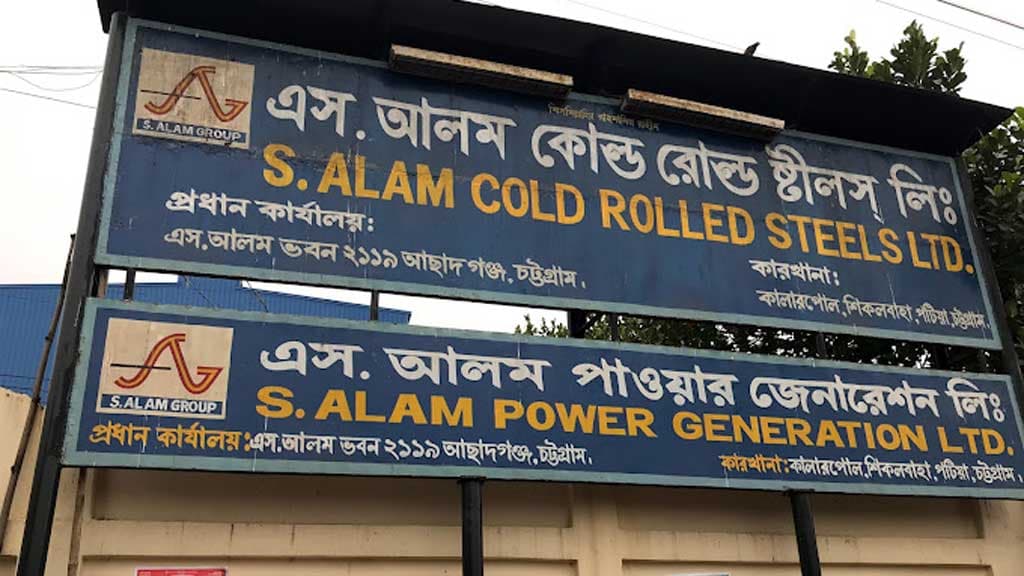 এস. আলম কোল্ড রোল্ড ষ্টীলস্ লিঃ
S. ALAM GROUP
S. ALAM COLD ROLLED STEELS LTD.
প্রধান কার্যালয়:
এস.আলম ভবন ২১১৯ আছাদগঞ্জ, চট্টগ্রাম.
কারখানা:
কালারপোল,শিকলবাহা,পটিয়া,চট্টগ্রাম.
এস. আলম পাওয়ার জেনারেশন লিঃ
S. ALAM GROUP
S. ALAM POWER GENERATION LTD.
প্রধান কার্যালয়:এস.আলম ভবন ২১১৯ আছাদগঞ্জ,চট্টগ্রাম.
কারখানা:কালারপোল,শিকলবাহা,পটিয়া,চট্টগ্রাম.